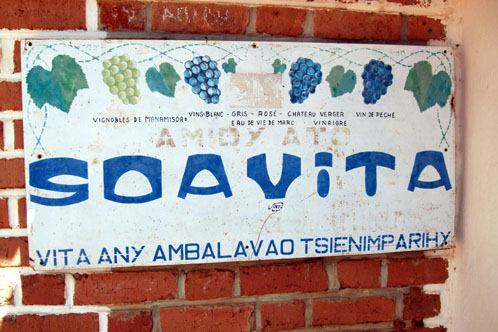 VIGNOBLES DE MANAMISOA VINS-BLANC - GRIS - ROSÉ - CHATEAU VERGER VIN DE PÊCHE
EAU DE VIE DE MARC VINAIGRE
AMIDY ATO
SOAVITA
VITA ANY AMBALAVAO TSIENIMPARIHY